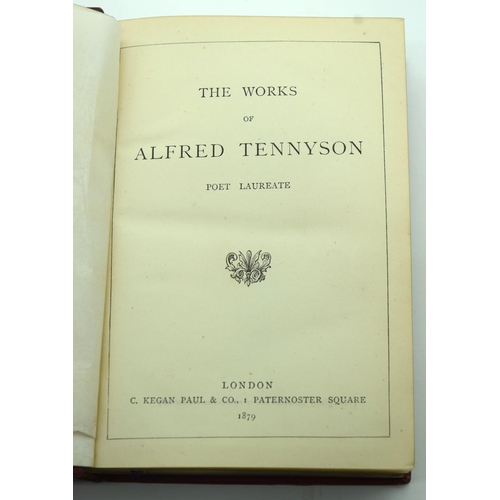 THE WORKS
OF
ALFRED TENNYSON
POET LAUREATE
LONDON
C. KEGAN PAUL & CO., 1 PATERNOSTER SQUARE
1879